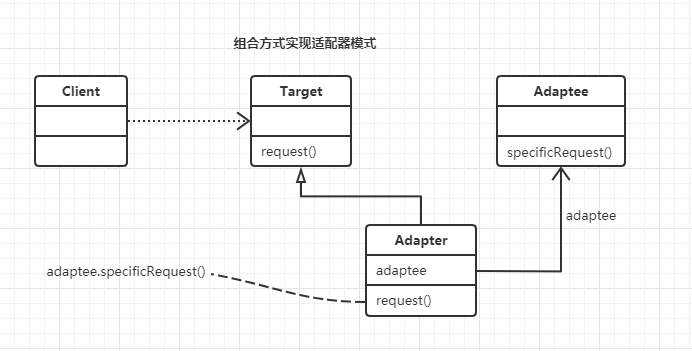 组合方式实现适配器模式
Client
Target
request()
Adaptee
specificRequest()
adaptee
Adapter
adaptee
request()
adaptee.specificRequest()